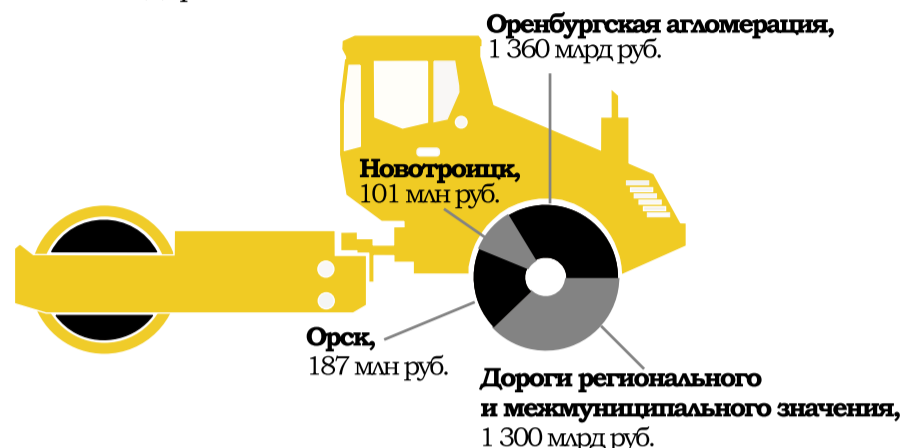 Оренбургская агломерация,
1 360 млрд руб.
Новотроицк,
101 млн руб.
Орск,
187 млн руб.
Дороги регионального
и межмуниципального значения,
1 300 млрд руб.